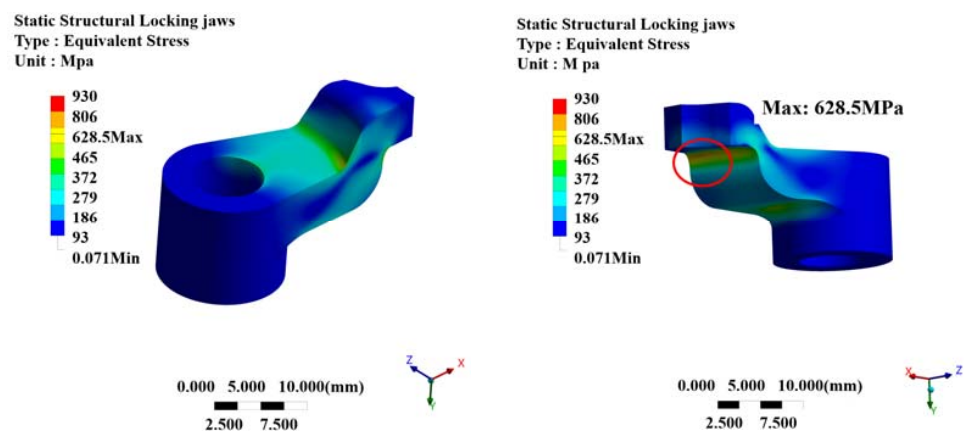 Static Structural Locking jaws
Type : Equivalent Stress
Unit : Mpa
930
806
628.5Max
465
372
279
186
93
0.071Min
0.000 5.000 10.000(mm)
2.500 7.500
Z X
Y
Static Structural Locking jaws
Type : Equivalent Stress
Unit : M pa
Max: 628.5MPa
930
806
628.5Max
465
372
279
186
93
0.071Min
0.000 5.000 10.000(mm)
2.500 7.500
X Z
Y